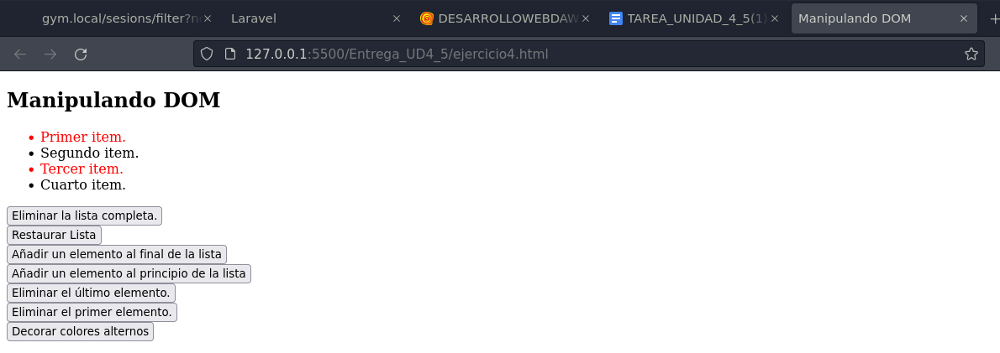 gym.local/sesions/filter?n
Laravel
DESARROLLOWEBDAW
TAREA_UNIDAD_4_5(1)
Manipulando DOM
127.0.0.1:5500/Entrega_UD4_5/ejercicio4.html
Manipulando DOM
• Primer item.
• Segundo item.
• Tercer item.
• Cuarto item.
Eliminar la lista completa.
Restaurar Lista
Añadir un elemento al final de la lista
Añadir un elemento al principio de la lista
Eliminar el último elemento.
Eliminar el primer elemento.
Decorar colores alternos